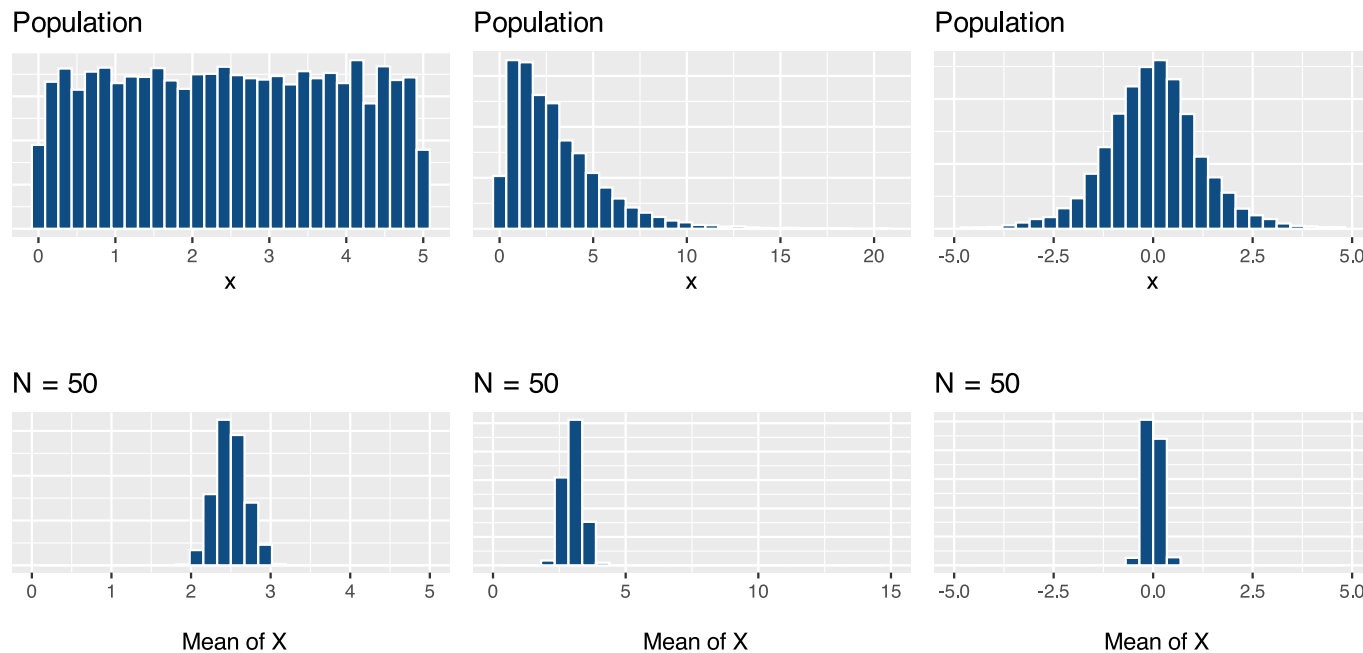 Population Population Population
0 1 2 3 4 5 0 5 10 15 20 -5.0 -2.5 0.0 2.5 5.0
x x x
N = 50 N = 50 N = 50
0 1 2 3 4 5 0 5 10 15 -5.0 -2.5 0.0 2.5 5.0
Mean of X Mean of X Mean of X